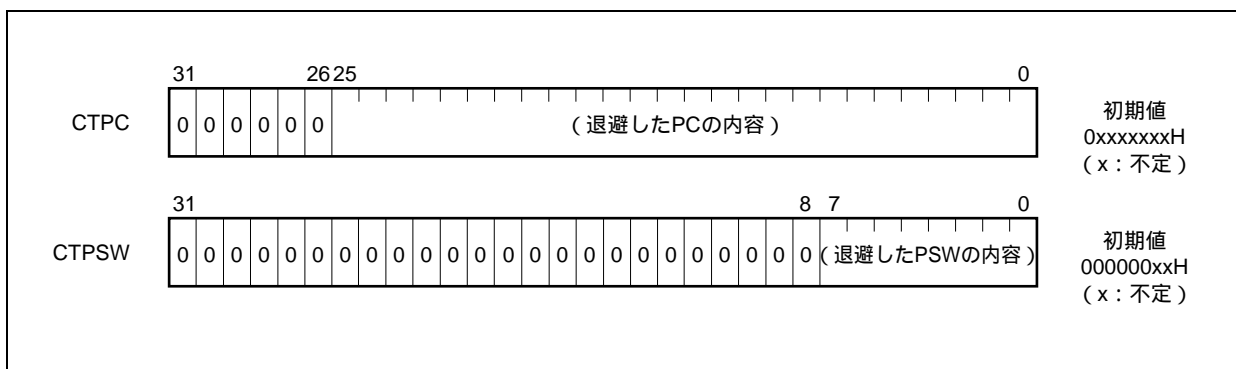 31 26 25 0
CTPC 0 0 0 0 0 0 (退避したPCの内容) 初期値
0xxxxxxxH
(x：不定)
31 8 7 0
CTPSW 0 0 0 0 0 0 0 0 0 0 0 0 0 0 0 0 0 0 0 0 0 0 0 0 (退避したPSWの内容) 初期値
000000xxH
(x：不定)